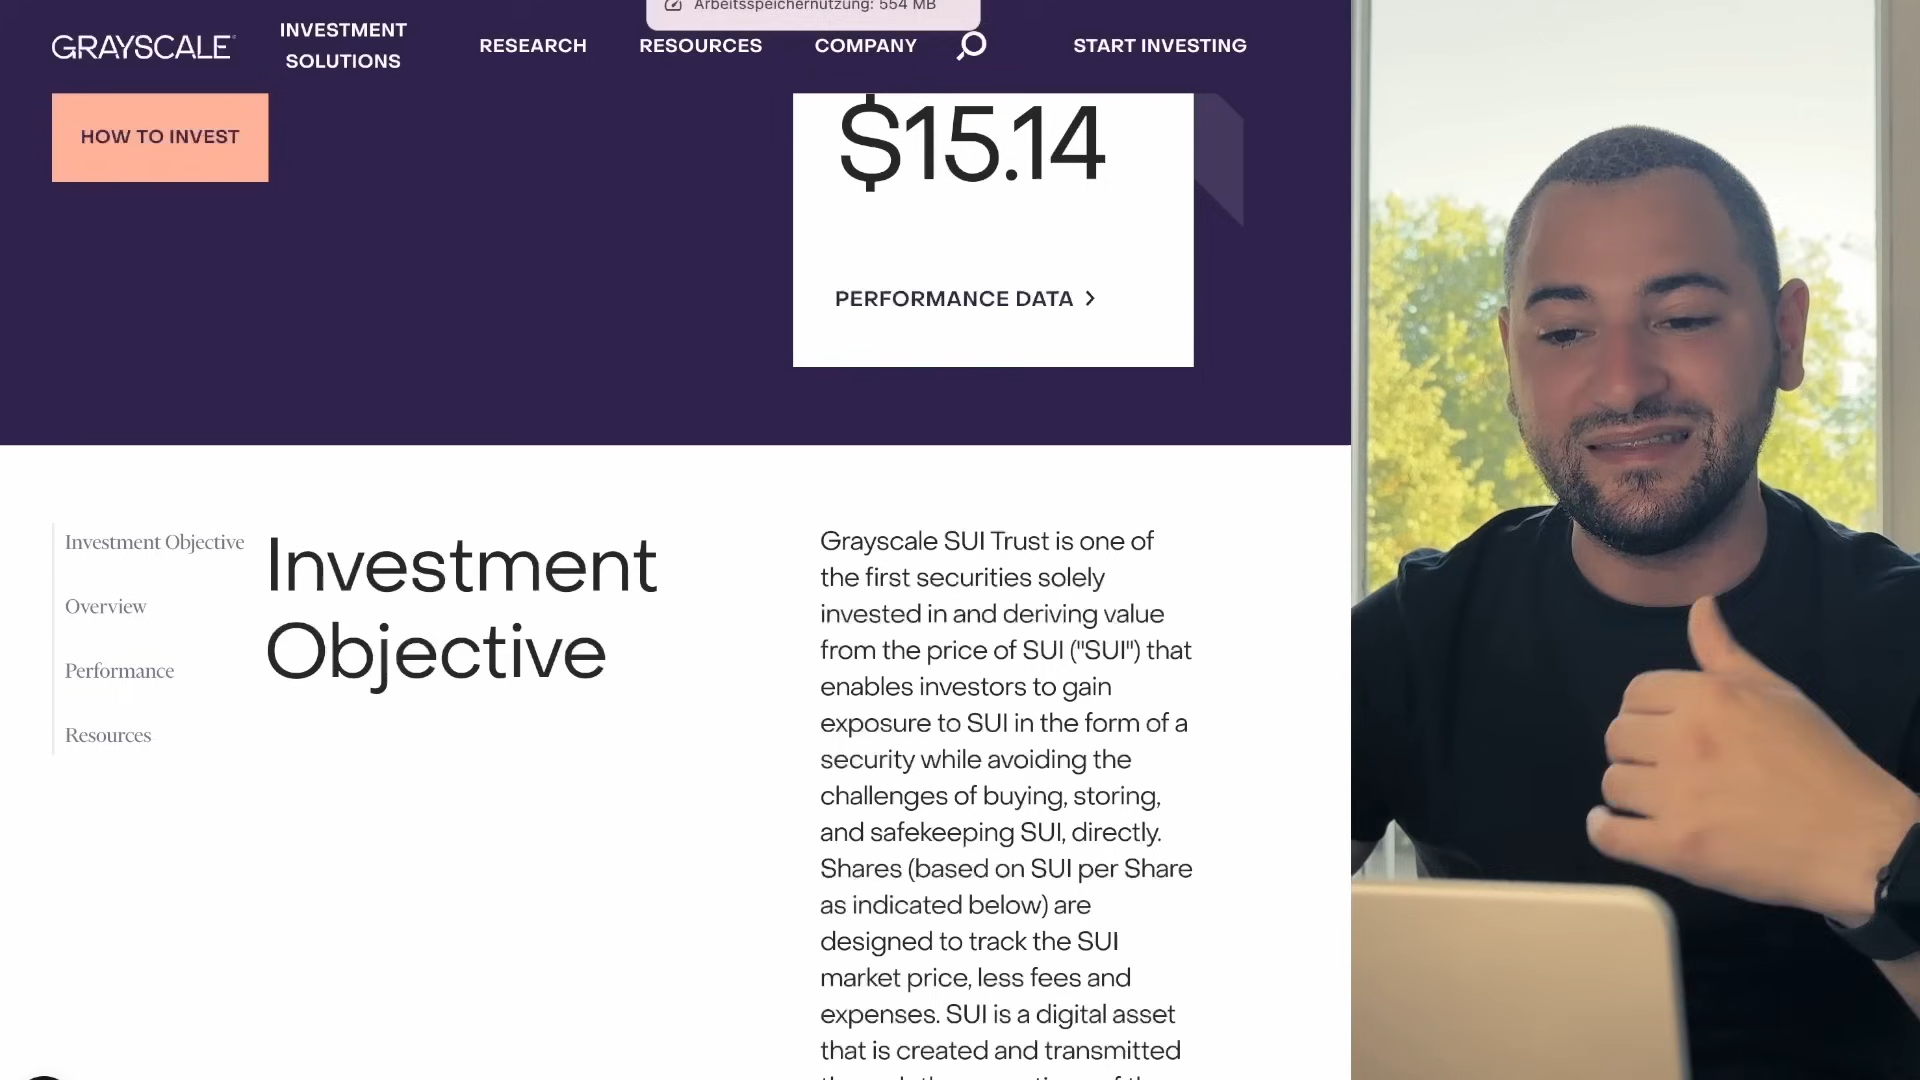 Arbeitsspeichernutzung: 554 MB
GRAYSCALE
INVESTMENT
SOLUTIONS
RESEARCH
RESOURCES
COMPANY
START INVESTING
HOW TO INVEST
$15.14
PERFORMANCE DATA
Investment Objective
Overview
Performance
Resources
Investment
Objective
Grayscale SUI Trust is one of
the first securities solely
invested in and deriving value
from the price of SUI ("SUI") that
enables investors to gain
exposure to SUI in the form of a
security while avoiding the
challenges of buying, storing,
and safekeeping SUI, directly.
Shares (based on SUI per Share
as indicated below) are
designed to track the SUI
market price, less fees and
expenses. SUI is a digital asset
that is created and transmitted